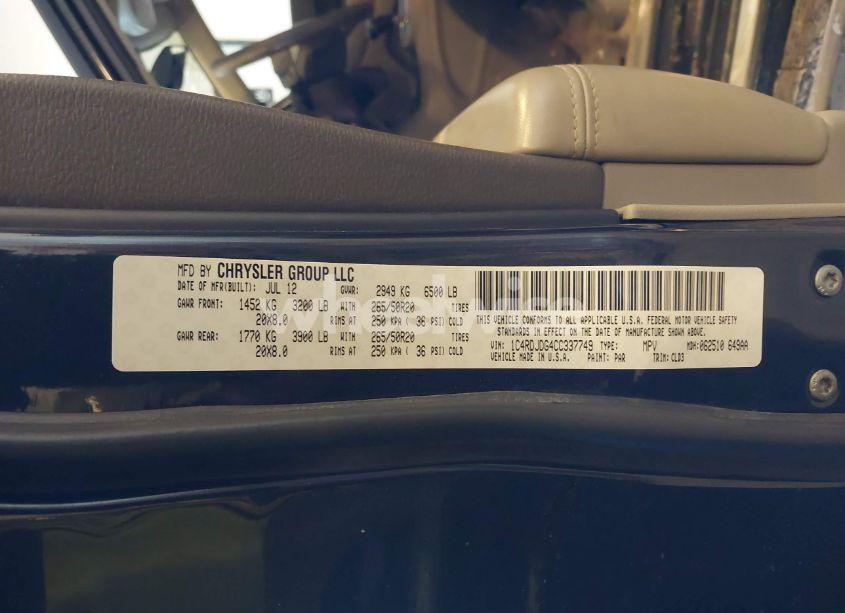 MFD BY CHRYSLER GROUP LLC
DATE OF MFR(BUILT): JUL 12 GVWR: 2949 KG 6500 LB
GAWR FRONT: 1452 KG 3200 LB WITH 265/50R20 TIRES
20X8.0 RIMS AT 250 KPA ( 36 PSI) COLD
GAWR REAR: 1770 KG 3900 LB WITH 265/50R20 TIRES
20X8.0 RIMS AT 250 KPA ( 36 PSI) COLD
THIS VEHICLE CONFORMS TO ALL APPLICABLE U.S.A. FEDERAL MOTOR VEHICLE SAFETY
STANDARDS IN EFFECT ON THE DATE OF MANUFACTURE SHOWN ABOVE.
VIN: 1C4RDJDG4CC337749 TYPE: MPV MDH:062510 649AA
VEHICLE MADE IN U.S.A. PAINT: PAR TRIM: CLD3